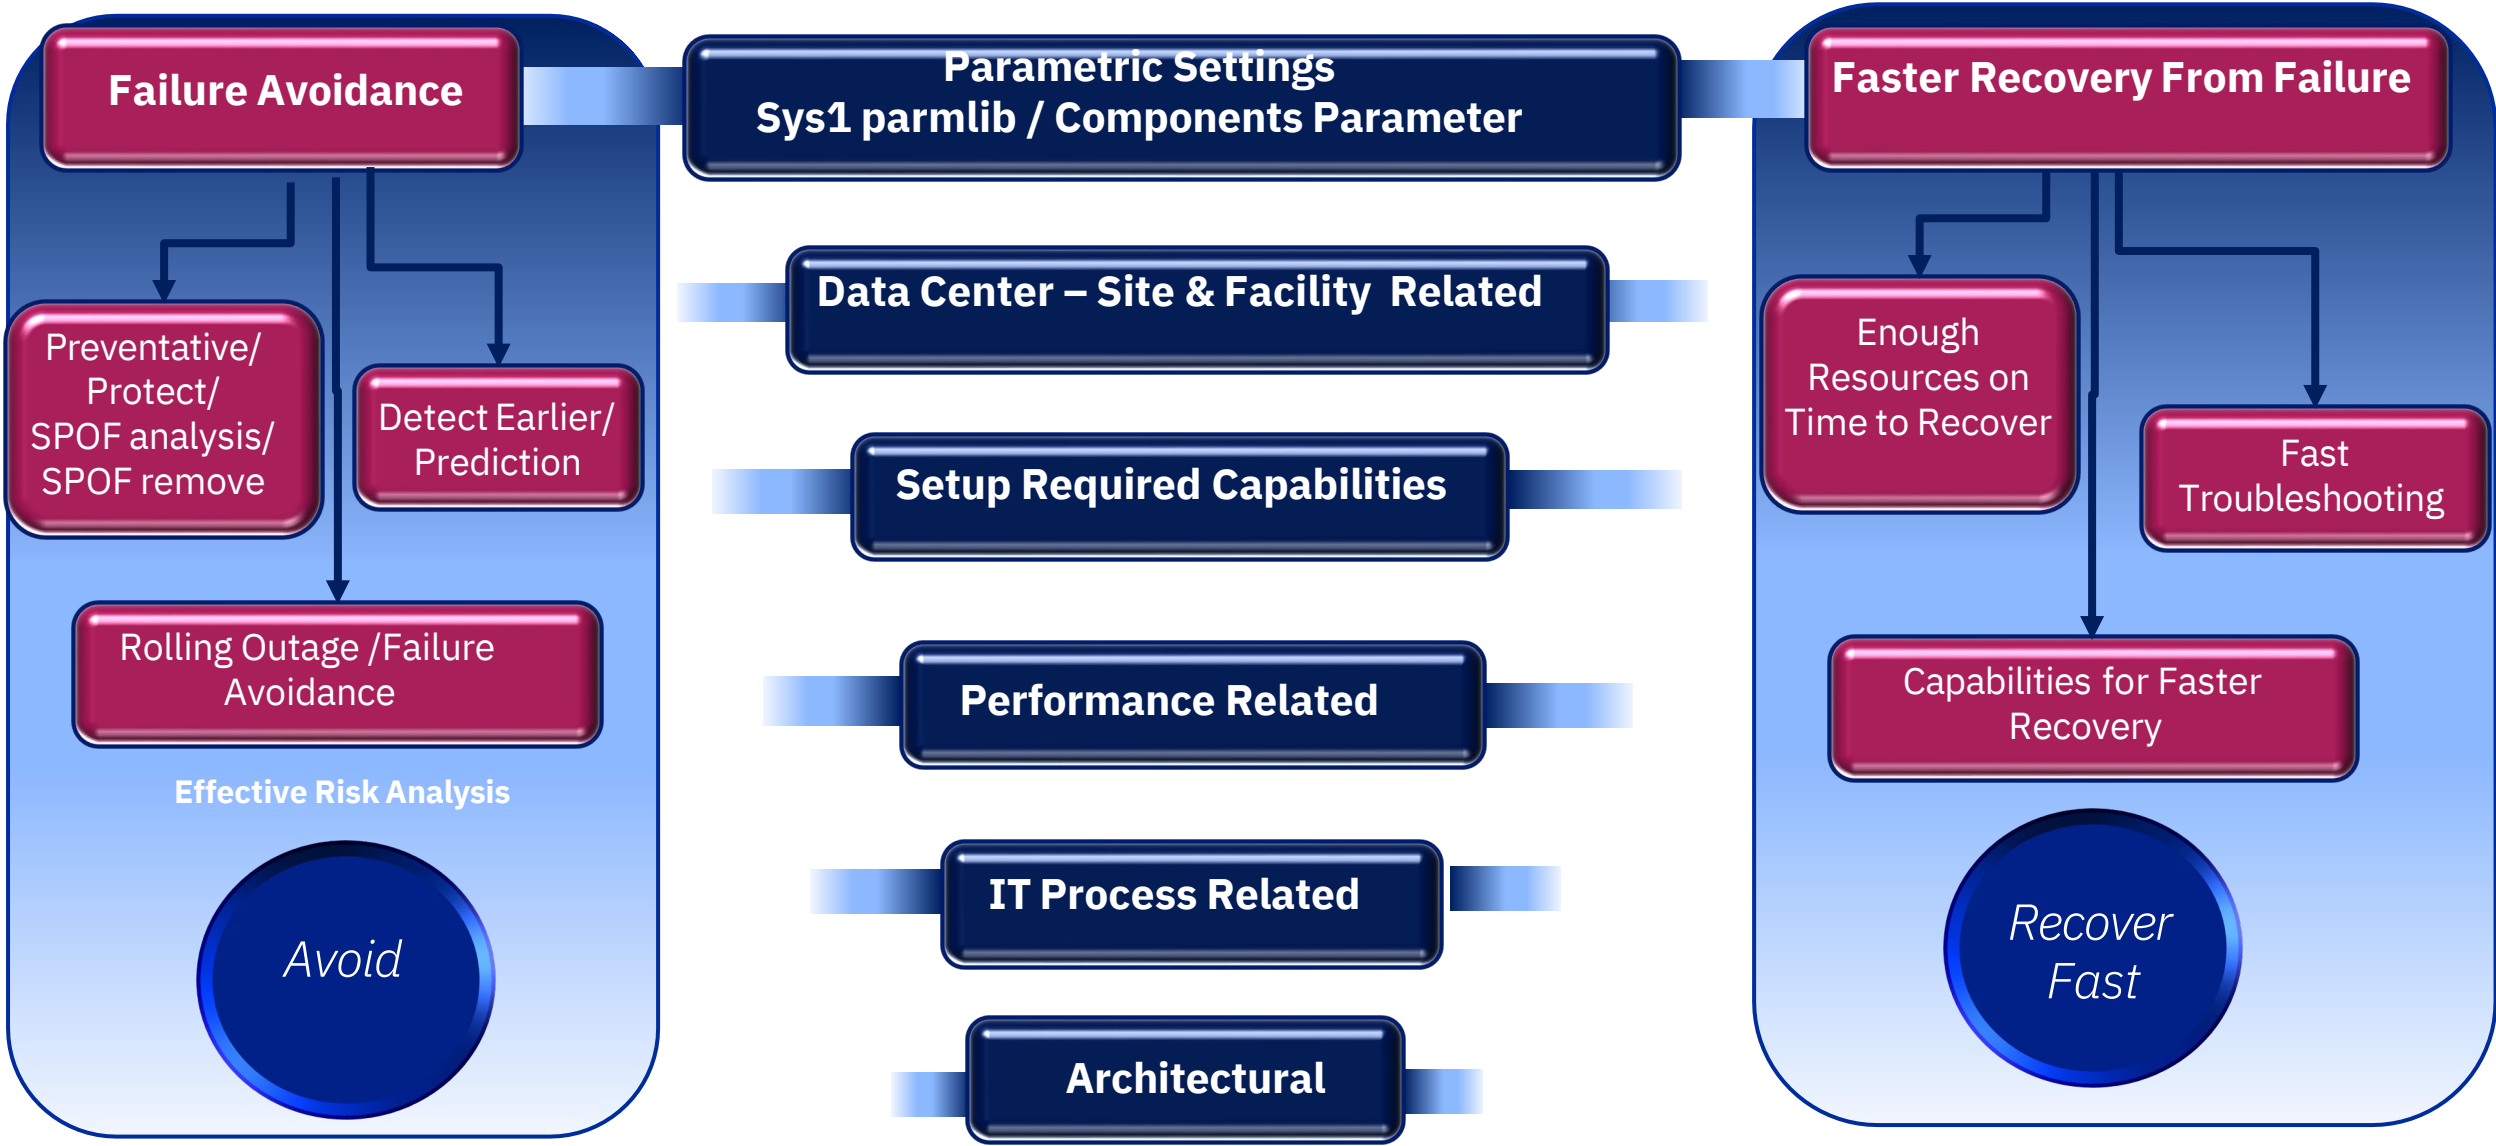 Failure Avoidance
Preventative/
Protect/
SPOF analysis/
SPOF remove
Detect Earlier/
Prediction
Rolling Outage /Failure
Avoidance
Effective Risk Analysis
Avoid
Parametric Settings
Sys1 parmlib / Components Parameter
Data Center – Site & Facility  Related
Setup Required Capabilities
Performance Related
IT Process Related
Architectural
Faster Recovery From Failure
Enough
Resources on
Time to Recover
Fast
Troubleshooting
Capabilities for Faster
Recovery
Recover
Fast